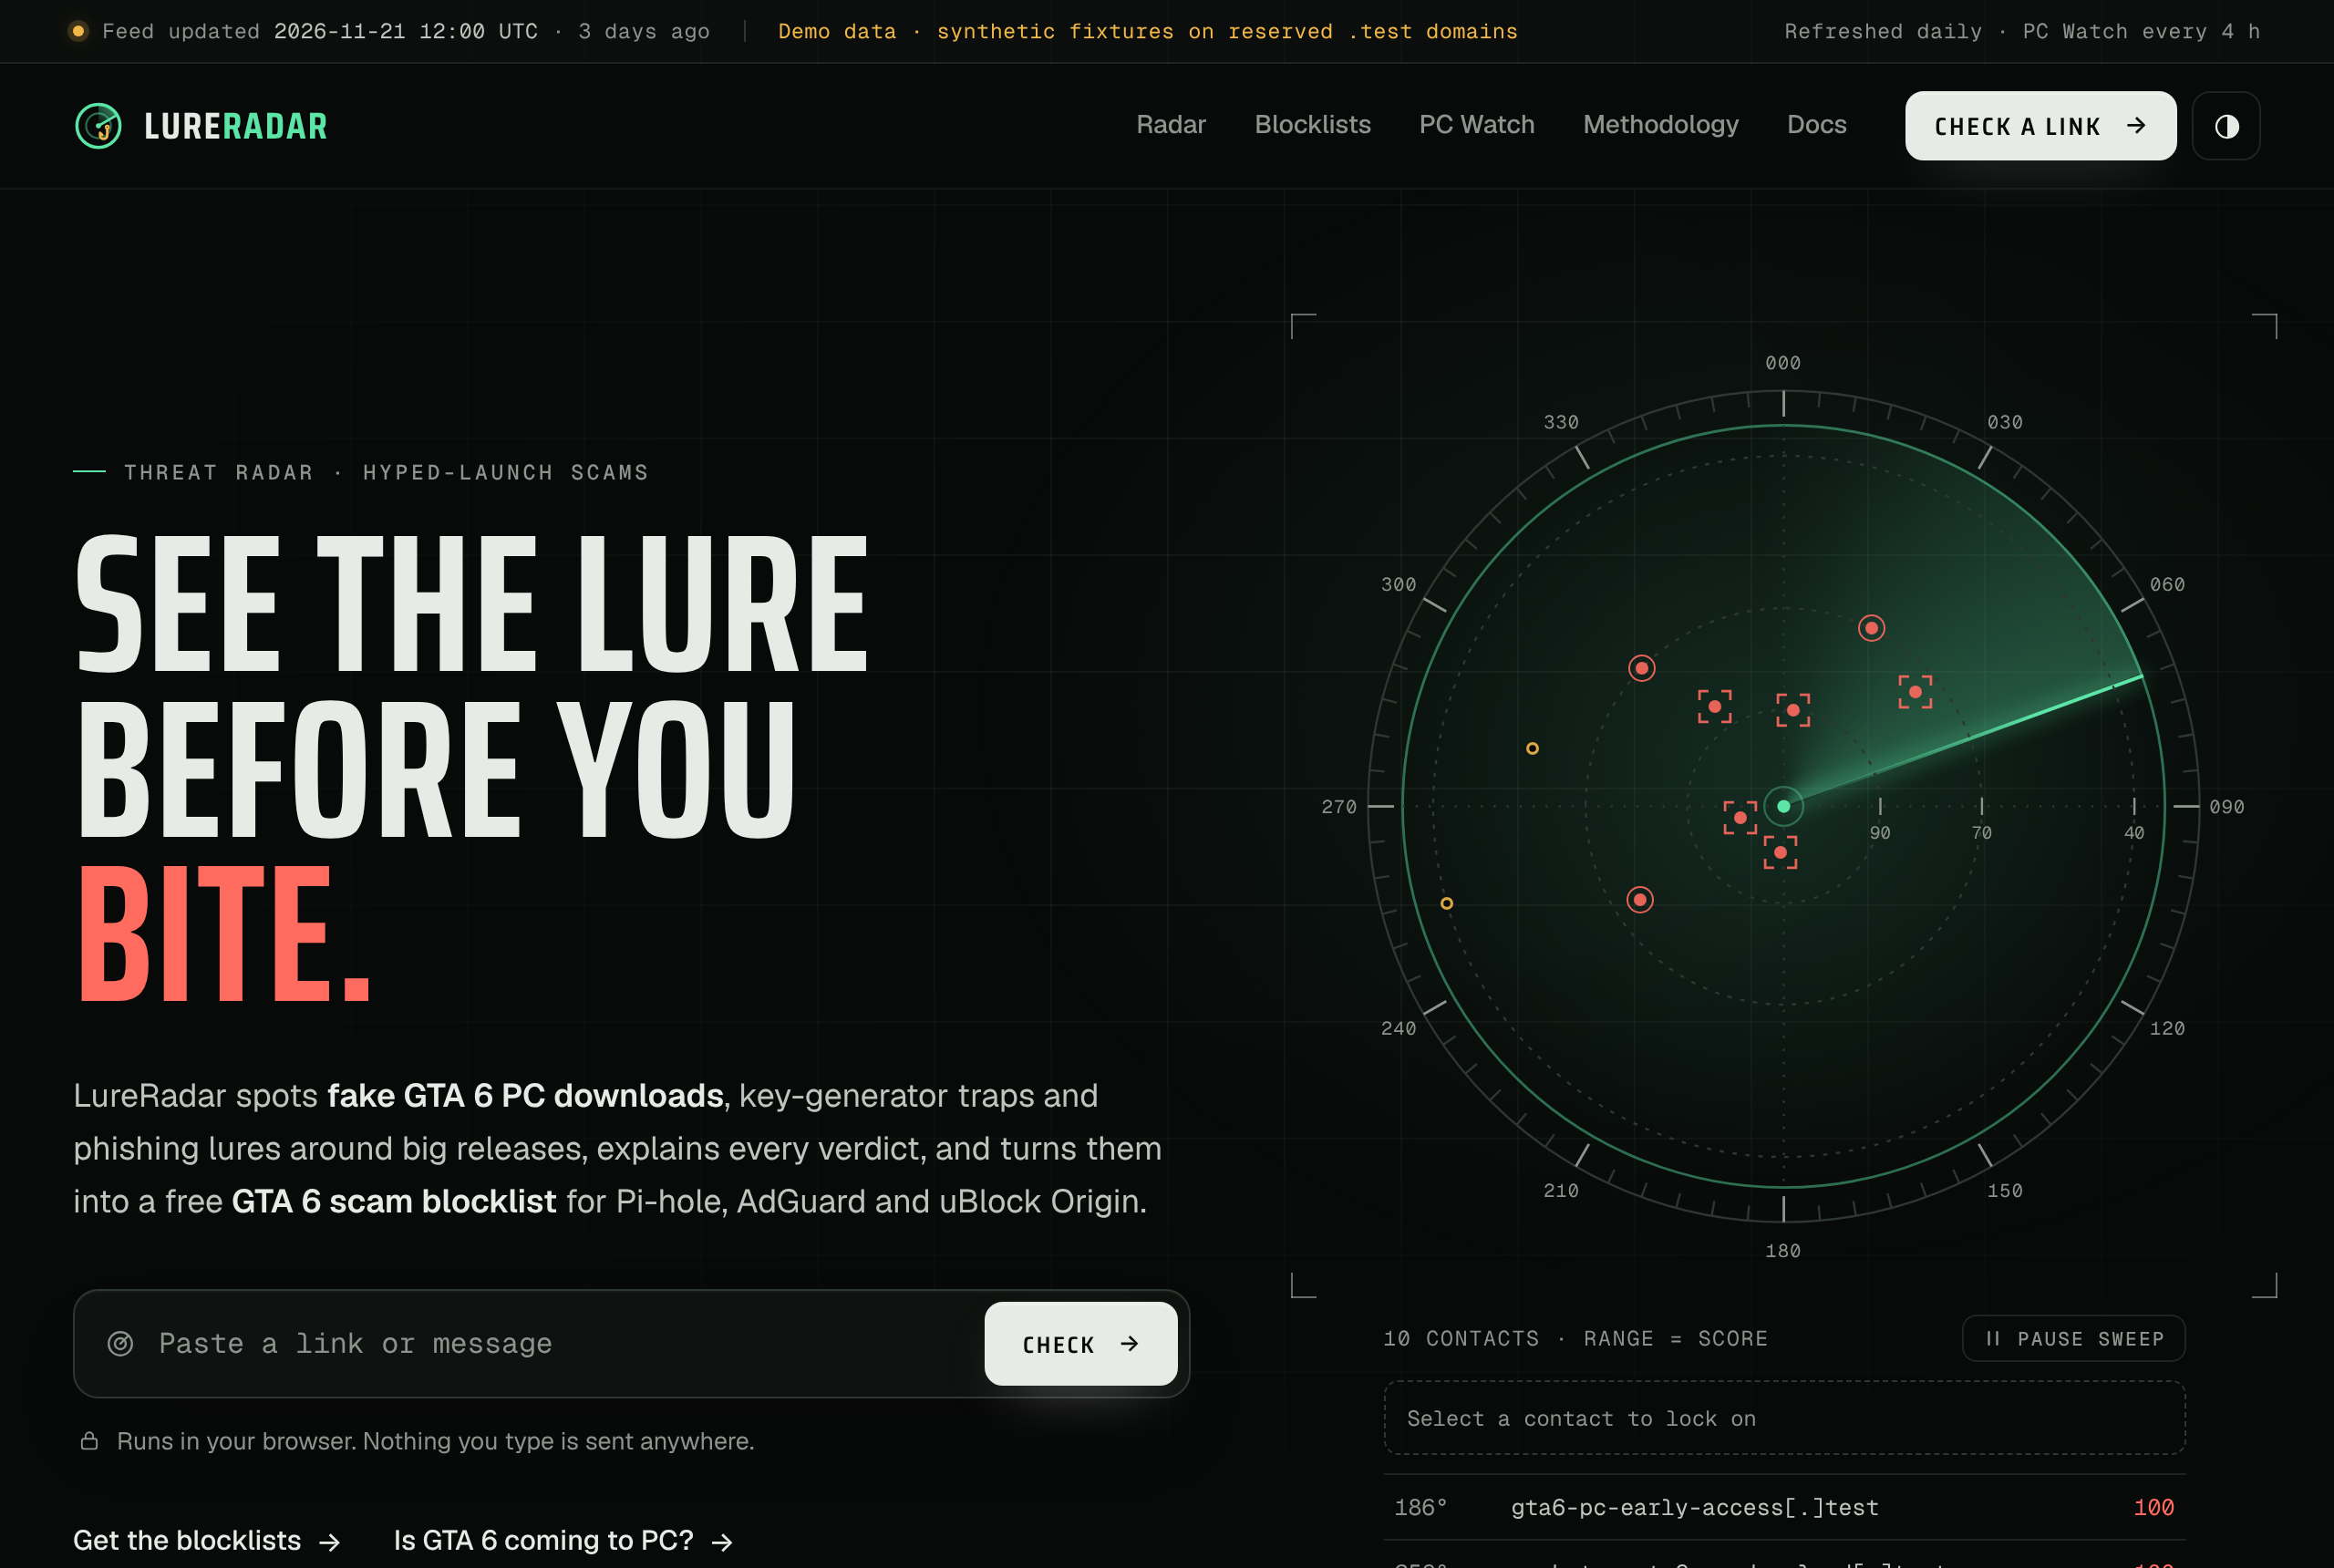 Feed updated 2026-11-21 12:00 UTC · 3 days ago
Demo data · synthetic fixtures on reserved .test domains
Refreshed daily · PC Watch every 4 h
LURERADAR
Radar
Blocklists
PC Watch
Methodology
Docs
CHECK A LINK →
THREAT RADAR · HYPED-LAUNCH SCAMS
SEE THE LURE
BEFORE YOU
BITE.
LureRadar spots fake GTA 6 PC downloads, key-generator traps and
phishing lures around big releases, explains every verdict, and turns them
into a free GTA 6 scam blocklist for Pi-hole, AdGuard and uBlock Origin.
Paste a link or message
CHECK →
Runs in your browser. Nothing you type is sent anywhere.
Get the blocklists →
Is GTA 6 coming to PC? →
000
030
060
090
120
150
180
210
240
270
300
330
90
70
40
10 CONTACTS · RANGE = SCORE
PAUSE SWEEP
Select a contact to lock on
186° gta6-pc-early-access[.]test 100